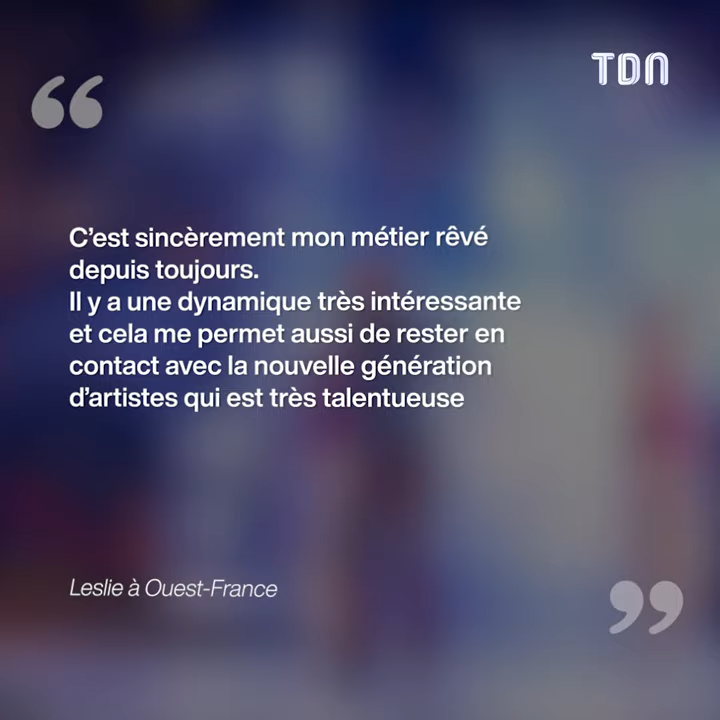 TDN
“
C’est sincèrement mon métier rêvé
depuis toujours.
Il y a une dynamique très intéressante
et cela me permet aussi de rester en
contact avec la nouvelle génération
d’artistes qui est très talentueuse
Leslie à Ouest-France
”